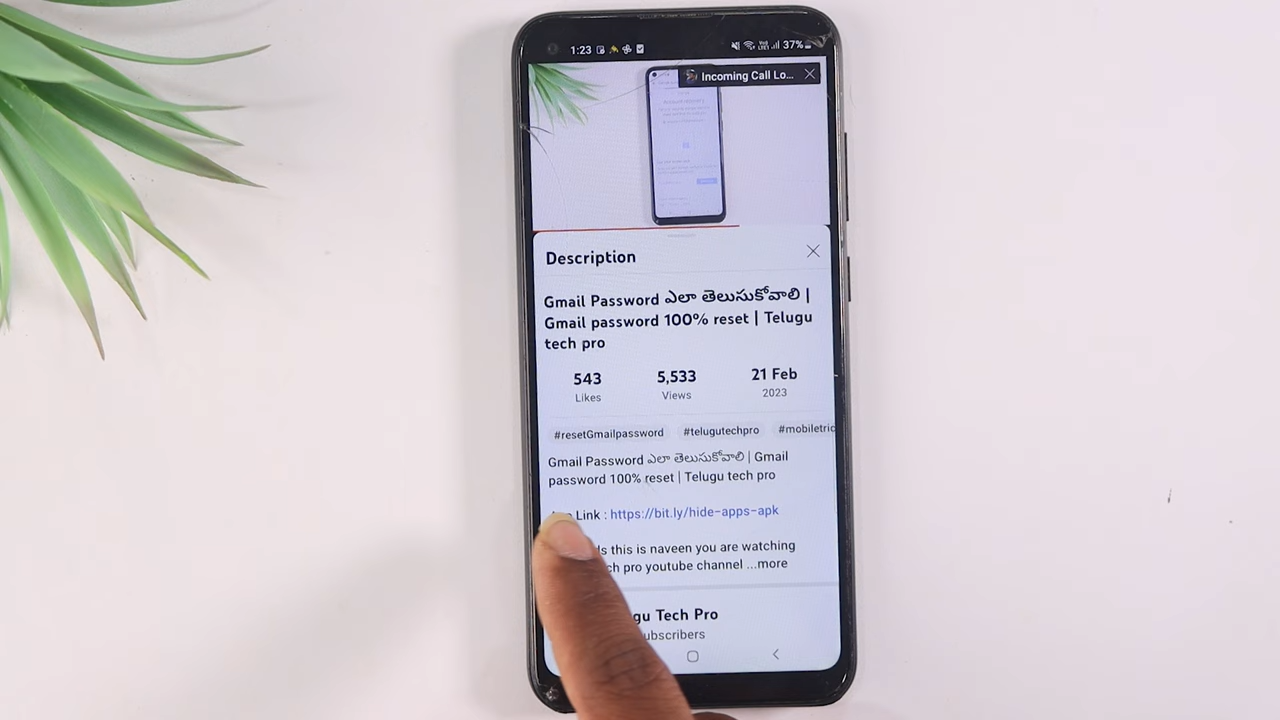 1:23
37%
Incoming Call Lo...
Description
Gmail Password ఎలా తెలుసుకోవాలి |
Gmail password 100% reset | Telugu
tech pro
543 5,533 21 Feb
Likes Views 2023
#resetGmailpassword #telugutechpro #mobiletric
Gmail Password ఎలా తెలుసుకోవాలి | Gmail
password 100% reset | Telugu tech pro
Link : https://bit.ly/hide-apps-apk
this is naveen you are watching
pro youtube channel ...more
Tech Pro